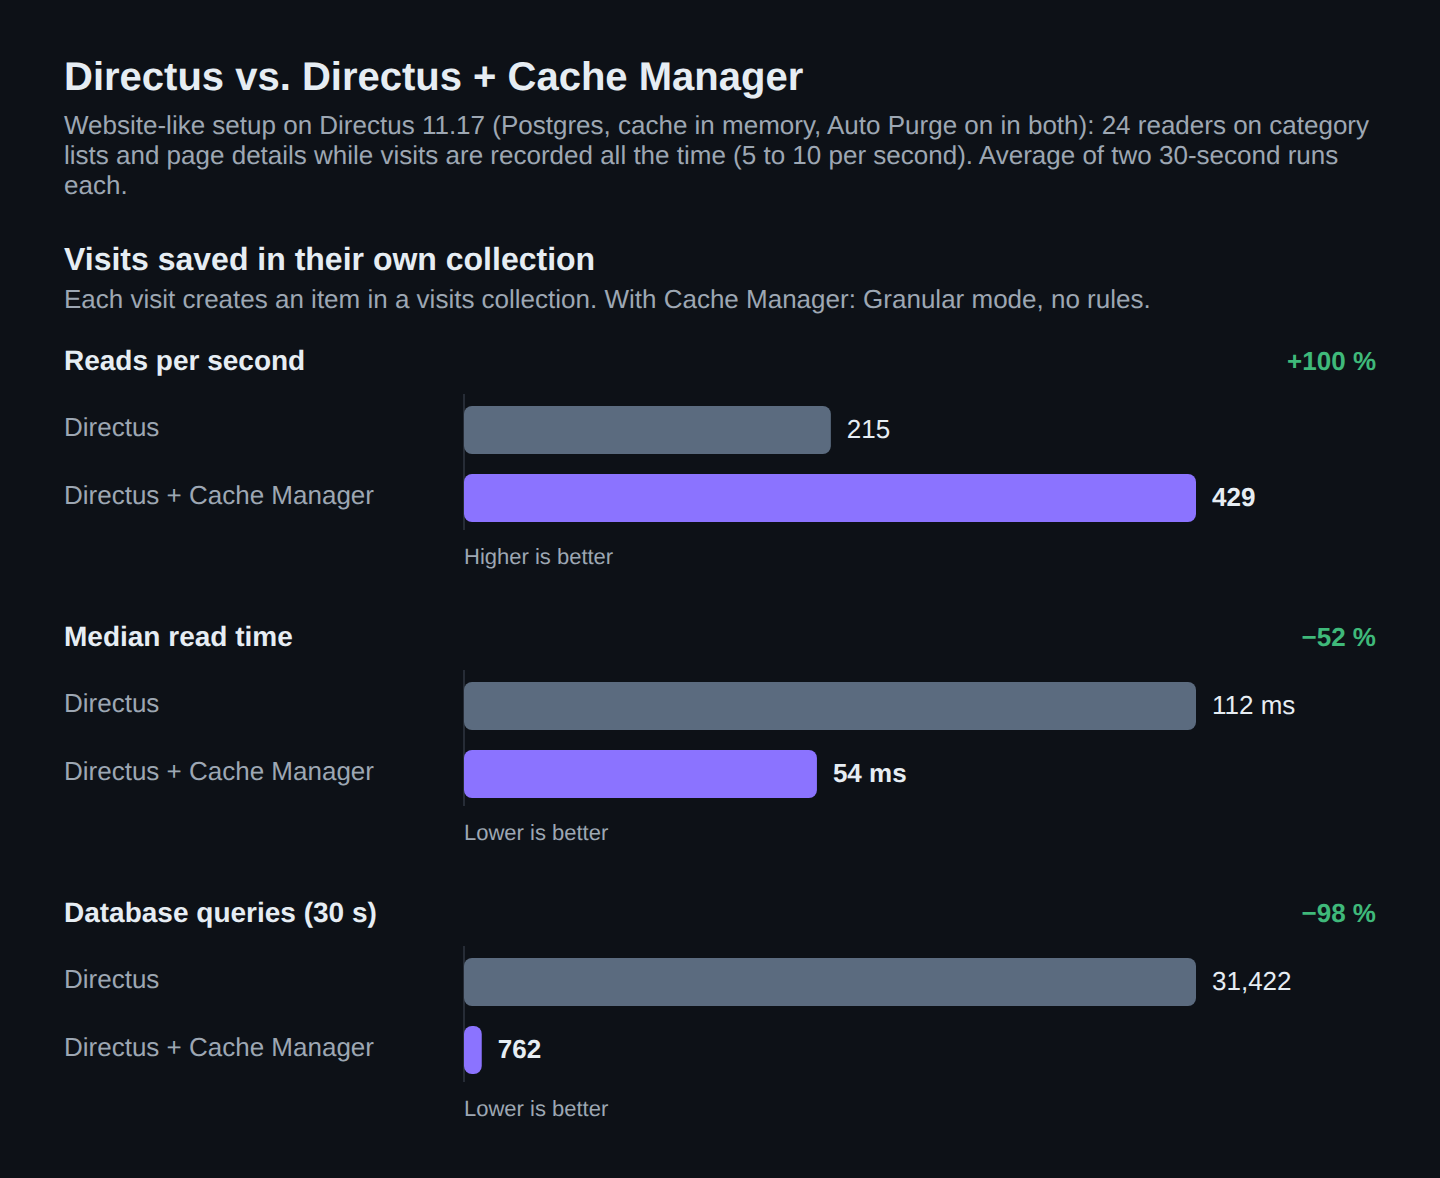 Directus vs. Directus + Cache Manager
Website-like setup on Directus 11.17 (Postgres, cache in memory, Auto Purge on in both): 24 readers on category
lists and page details while visits are recorded all the time (5 to 10 per second). Average of two 30-second runs
each.
Visits saved in their own collection
Each visit creates an item in a visits collection. With Cache Manager: Granular mode, no rules.
Reads per second
+100 %
Directus
215
Directus + Cache Manager
429
Higher is better
Median read time
−52 %
Directus
112 ms
Directus + Cache Manager
54 ms
Lower is better
Database queries (30 s)
−98 %
Directus
31,422
Directus + Cache Manager
762
Lower is better